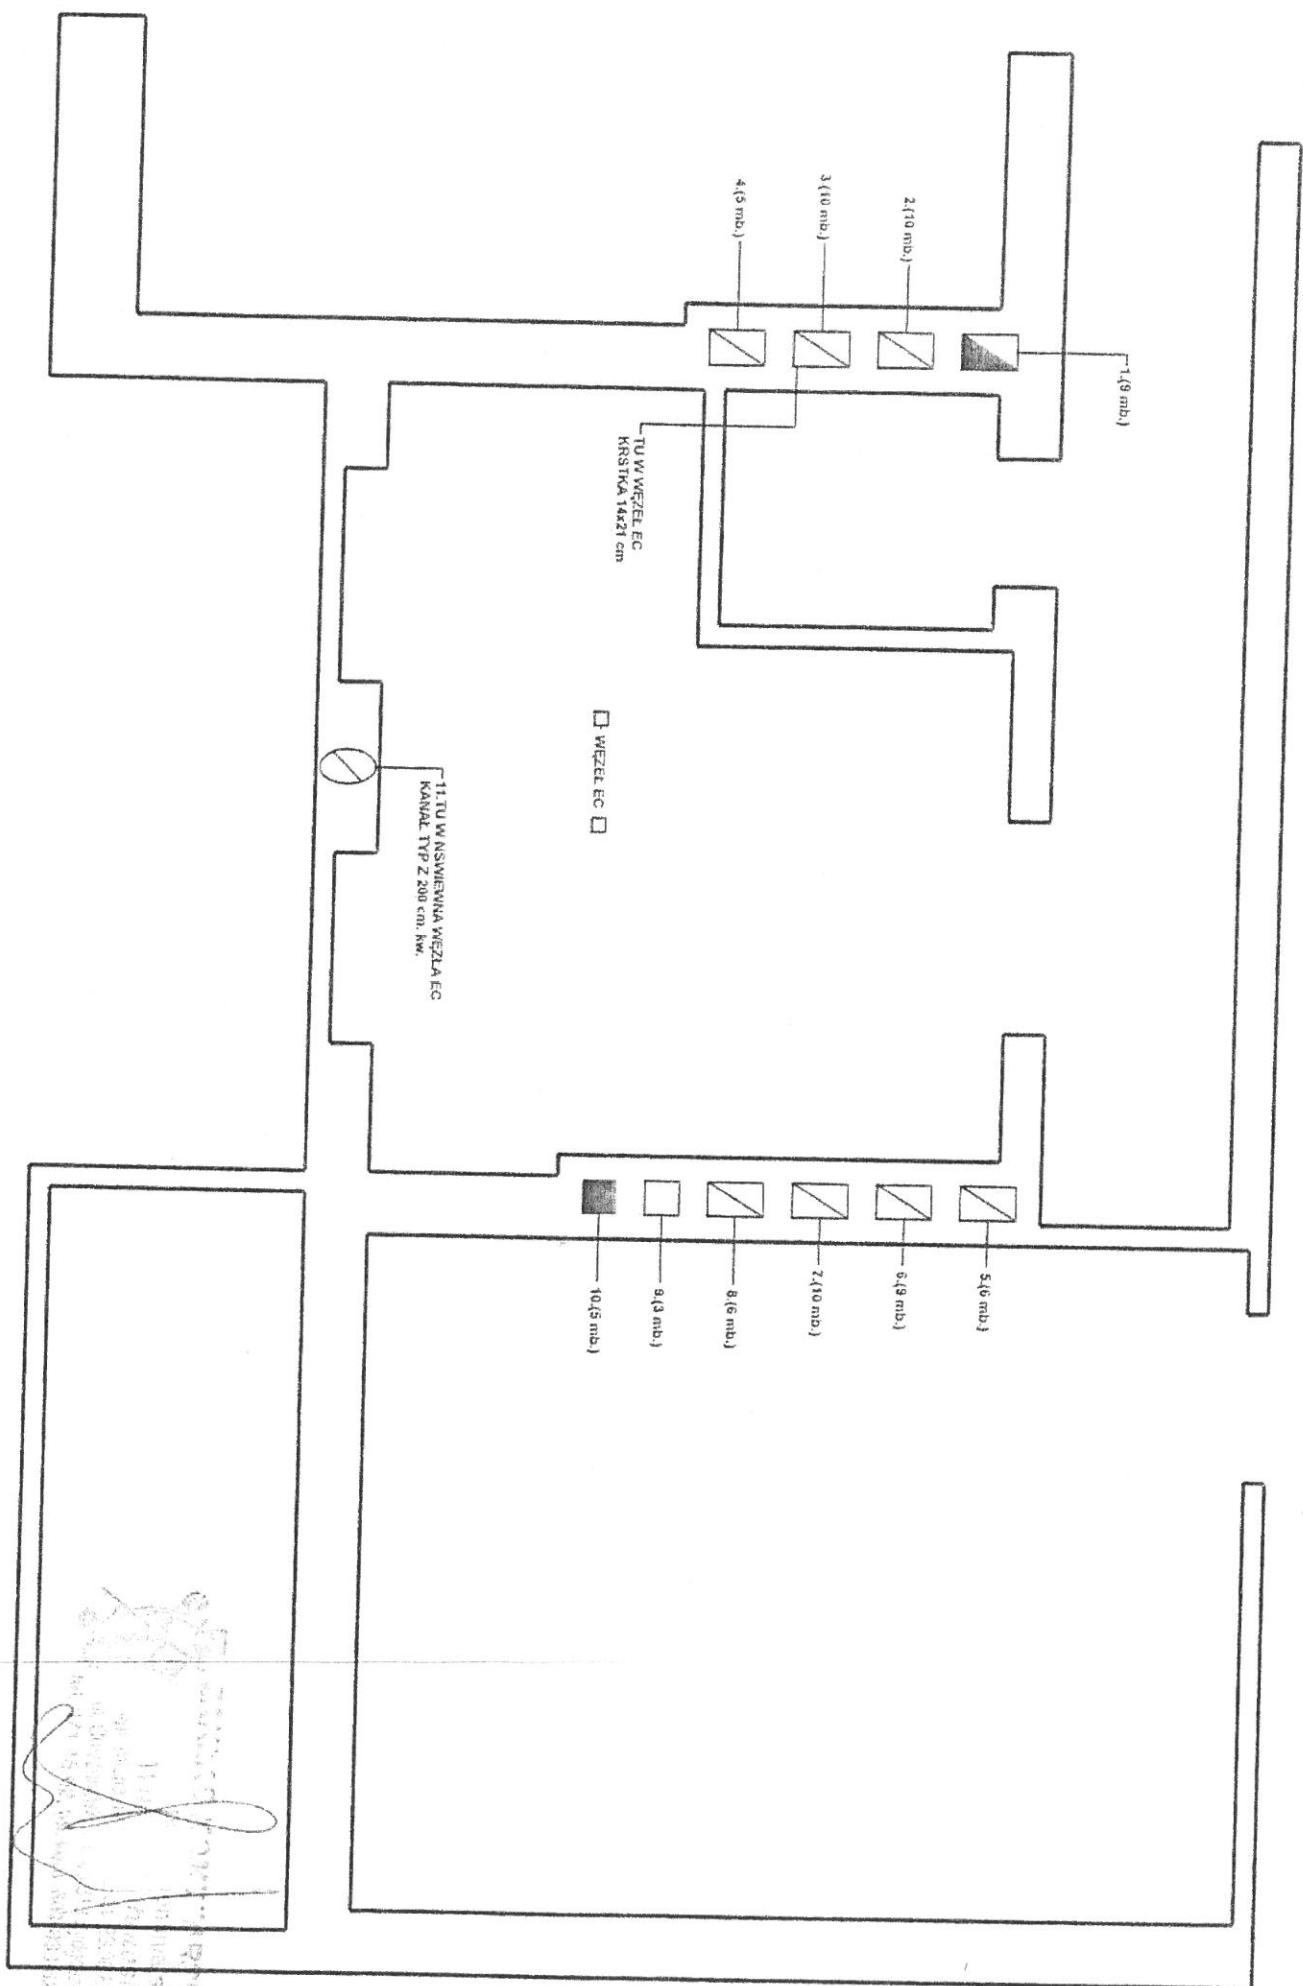 1.(9 mb.)
2.(10 mb.)
3.(10 mb.)
4.(5 mb.)
TU W WĘZEŁ EC
KRSTKA 14x21 cm
WĘZEŁ EC
11.TU W NSWIEWNA WĘZŁA EC
KANAŁ TYP Z 200 cm. kw.
5.(6 mb.)
6.(9 mb.)
7.(10 mb.)
8.(6 mb.)
9.(3 mb.)
10.(5 mb.)